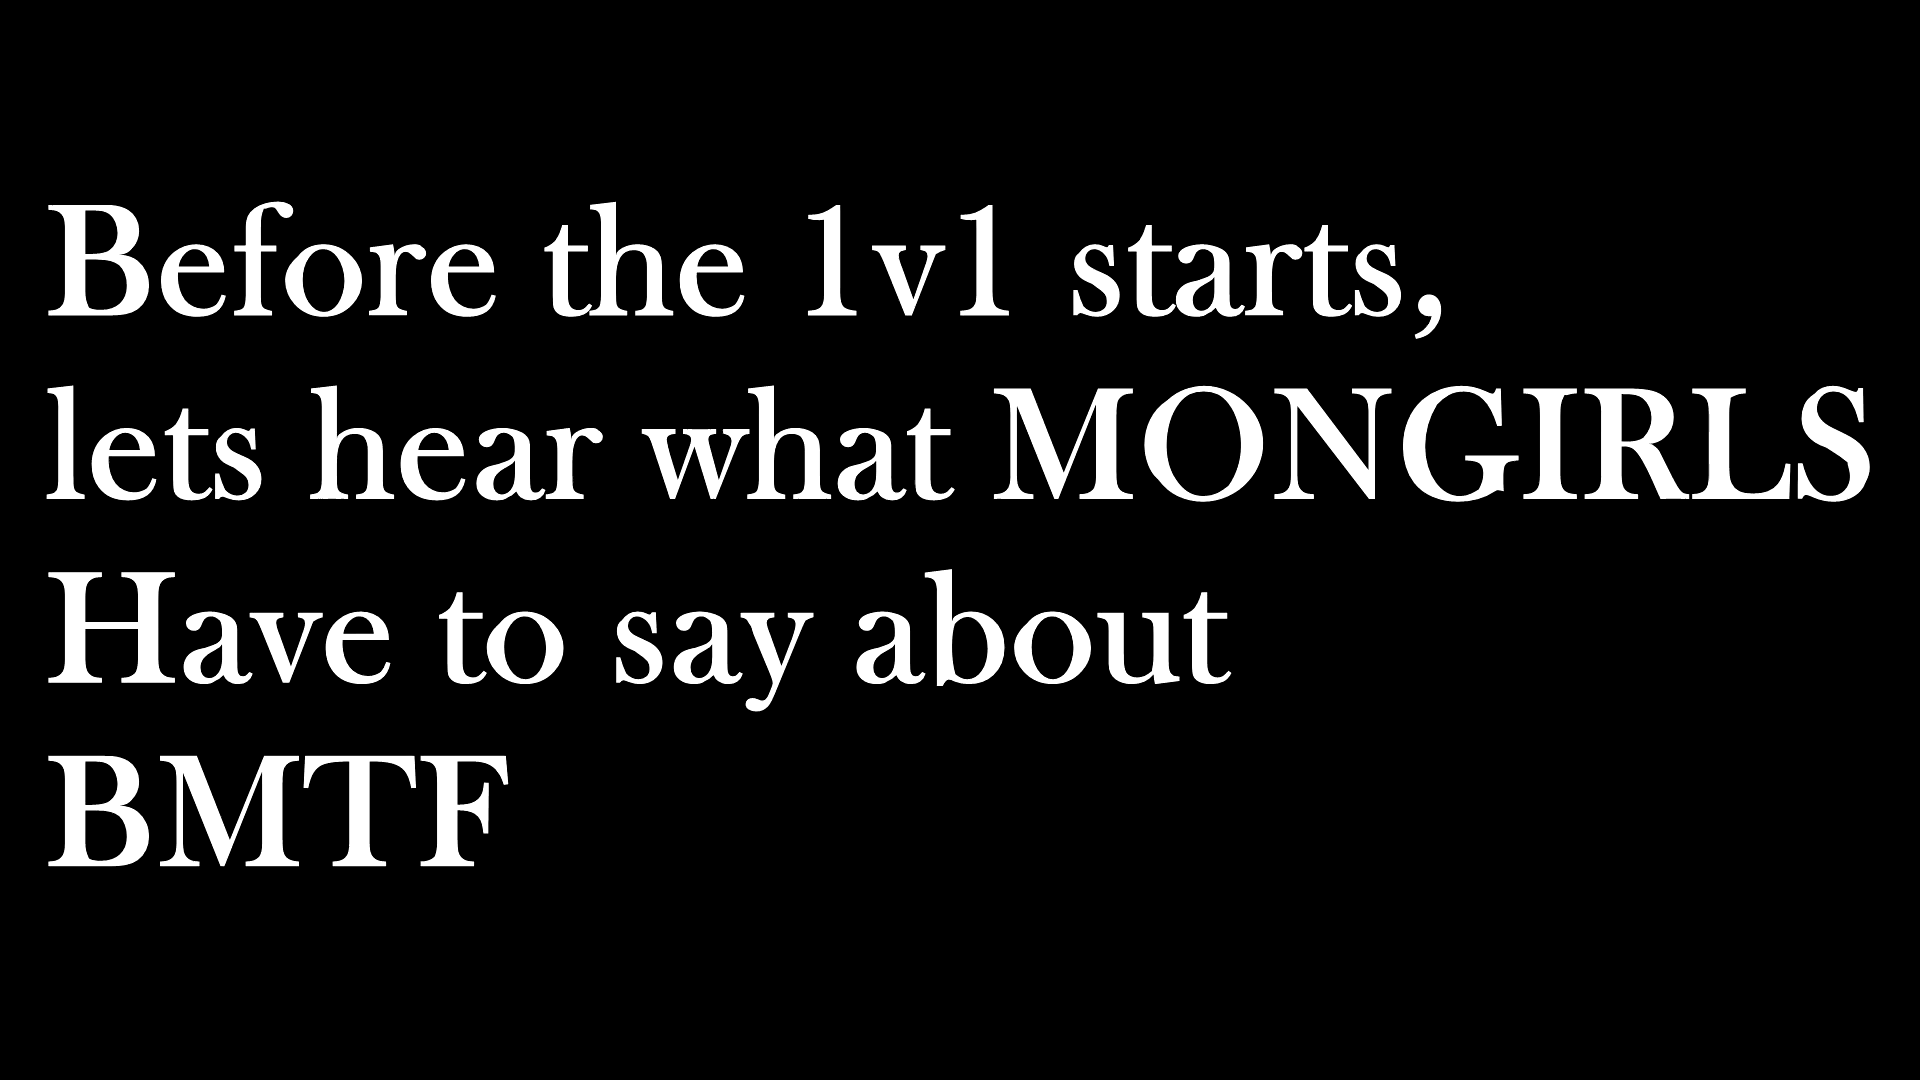 Before the 1v1 starts,
lets hear what MONGIRLS
Have to say about
BMTF